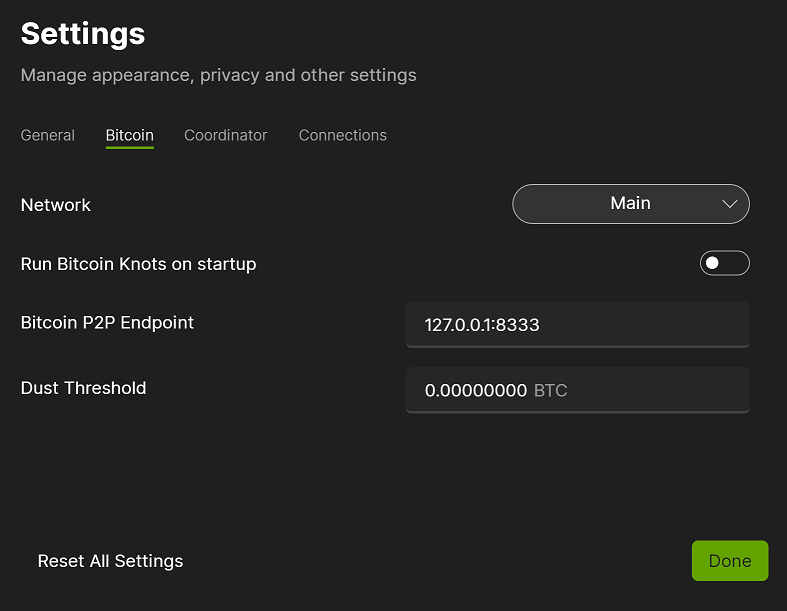 Settings
Manage appearance, privacy and other settings
General Bitcoin Coordinator Connections
Network Main
Run Bitcoin Knots on startup
Bitcoin P2P Endpoint 127.0.0.1:8333
Dust Threshold 0.00000000 BTC
Reset All Settings Done